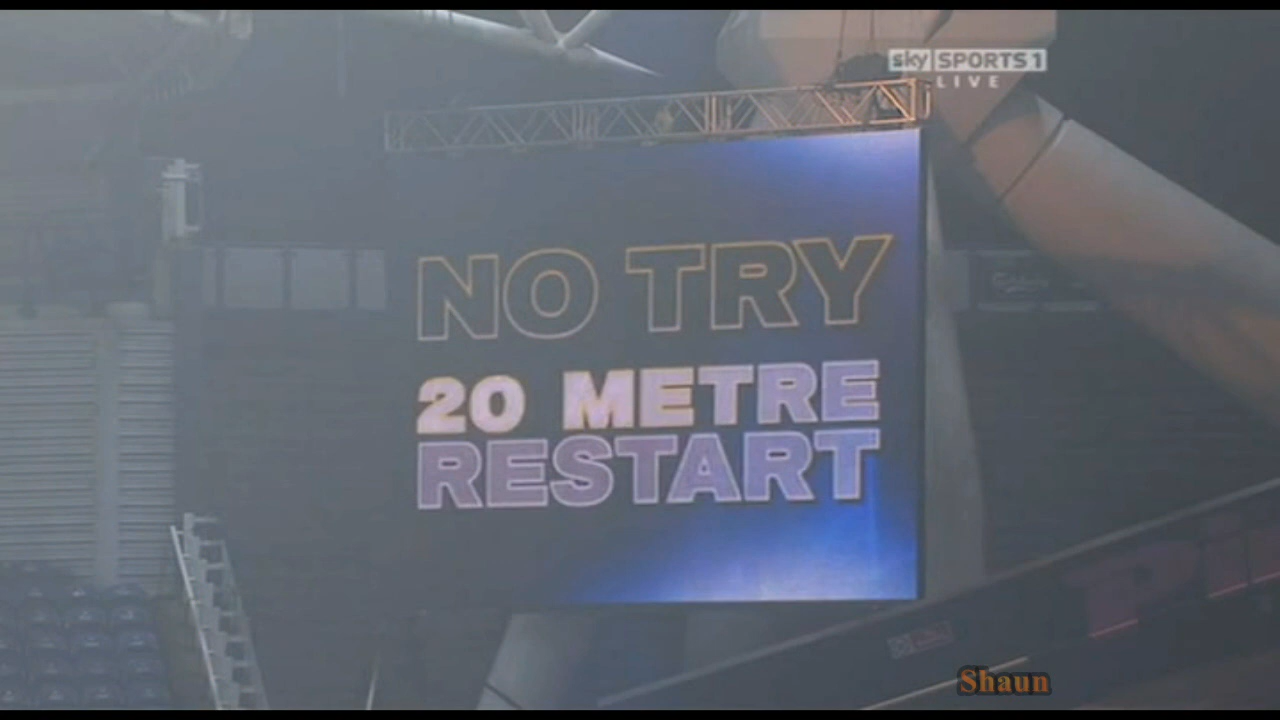 sky SPORTS 1
LIVE
NO TRY
20 METRE
RESTART
Shaun